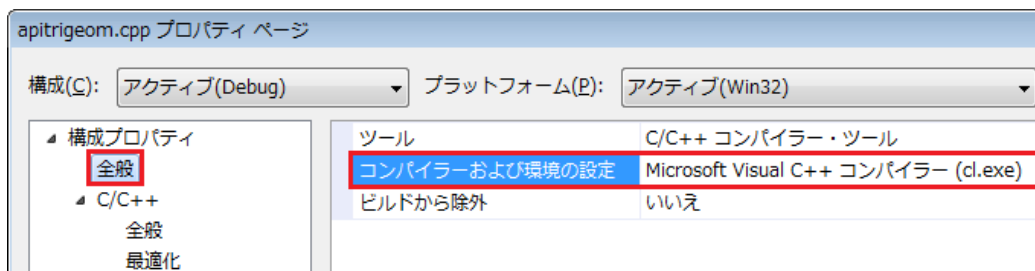 apitrigeom.cpp プロパティ ページ
構成(C): アクティブ(Debug) プラットフォーム(P): アクティブ(Win32)
構成プロパティ
全般
C/C++
全般
最適化
ツール C/C++ コンパイラー・ツール
コンパイラーおよび環境の設定 Microsoft Visual C++ コンパイラー (cl.exe)
ビルドから除外 いいえ